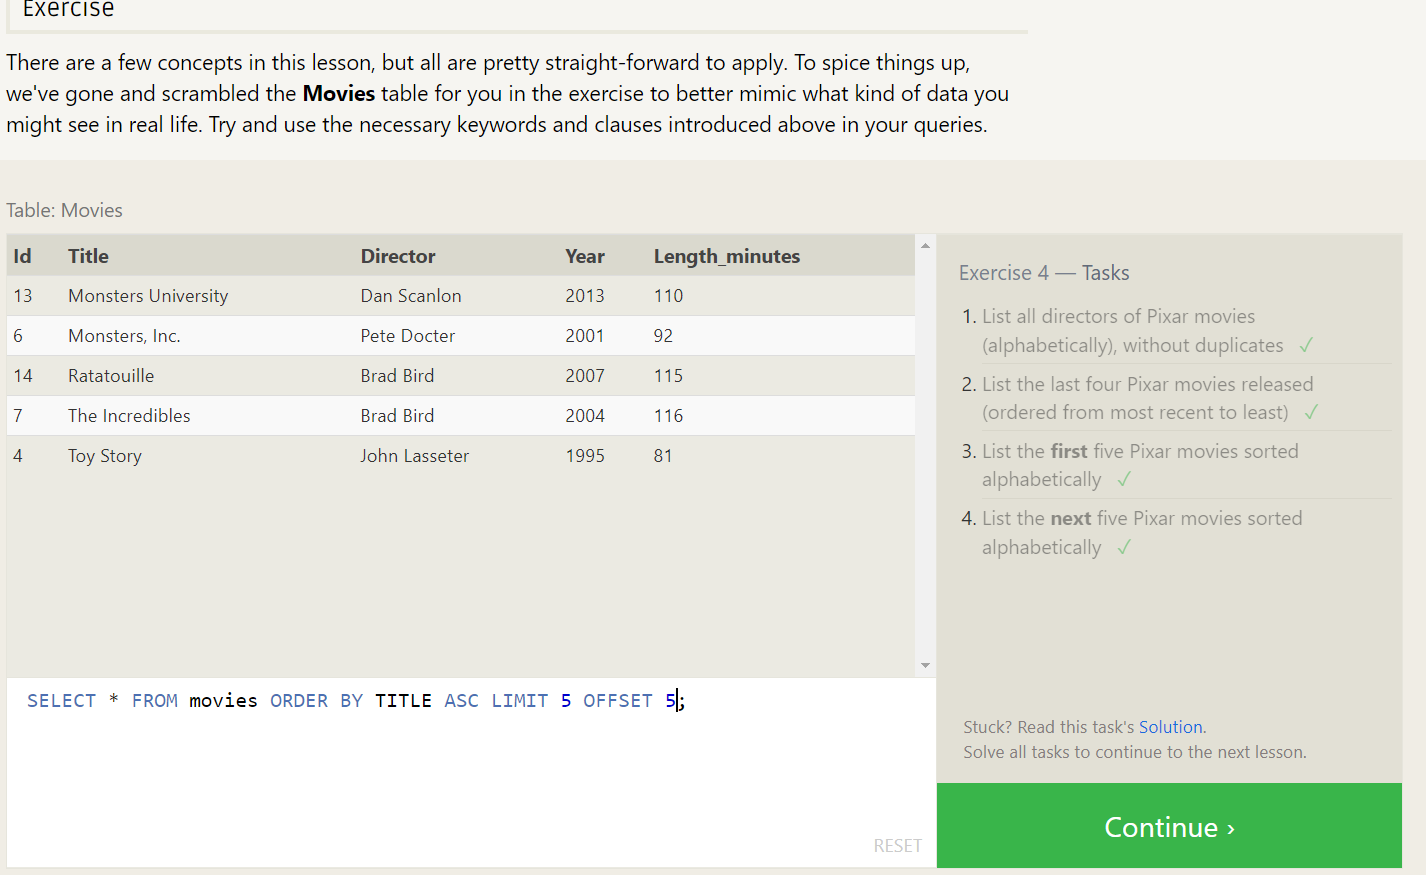 Exercise
There are a few concepts in this lesson, but all are pretty straight-forward to apply. To spice things up,
we've gone and scrambled the Movies table for you in the exercise to better mimic what kind of data you
might see in real life. Try and use the necessary keywords and clauses introduced above in your queries.
Table: Movies
Id Title Director Year Length_minutes
13 Monsters University Dan Scanlon 2013 110
6 Monsters, Inc. Pete Docter 2001 92
14 Ratatouille Brad Bird 2007 115
7 The Incredibles Brad Bird 2004 116
4 Toy Story John Lasseter 1995 81
SELECT * FROM movies ORDER BY TITLE ASC LIMIT 5 OFFSET 5;
RESET
Exercise 4 — Tasks
1. List all directors of Pixar movies
(alphabetically), without duplicates ✓
2. List the last four Pixar movies released
(ordered from most recent to least) ✓
3. List the first five Pixar movies sorted
alphabetically ✓
4. List the next five Pixar movies sorted
alphabetically ✓
Stuck? Read this task's Solution.
Solve all tasks to continue to the next lesson.
Continue ›